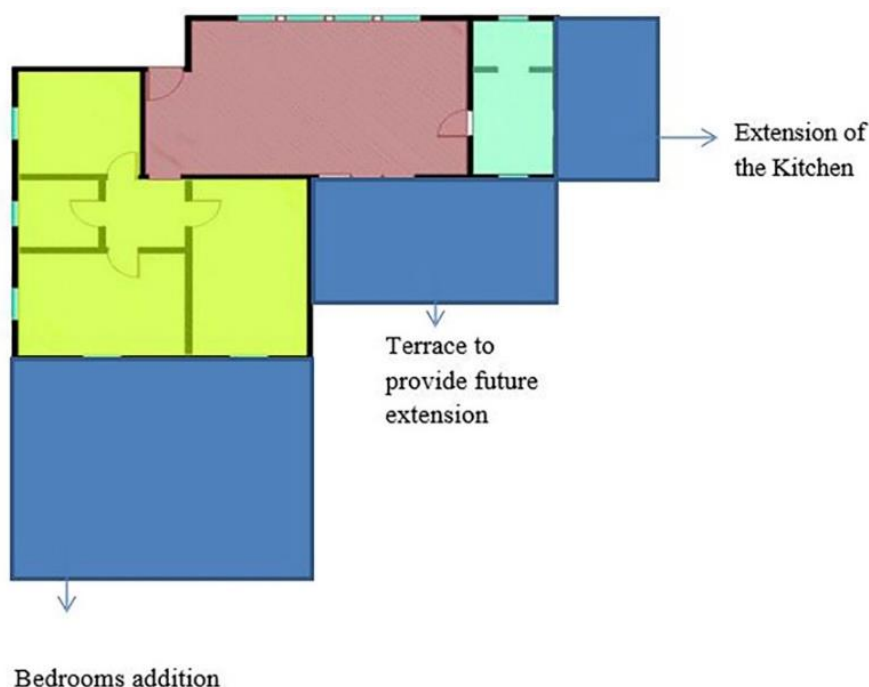 Extension of
the Kitchen
Terrace to
provide future
extension
Bedrooms addition